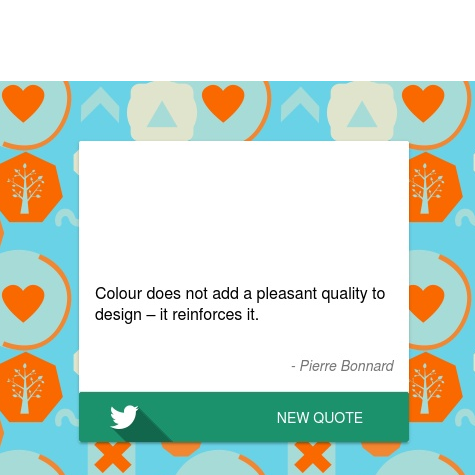 Colour does not add a pleasant quality to
design – it reinforces it.
- Pierre Bonnard
NEW QUOTE